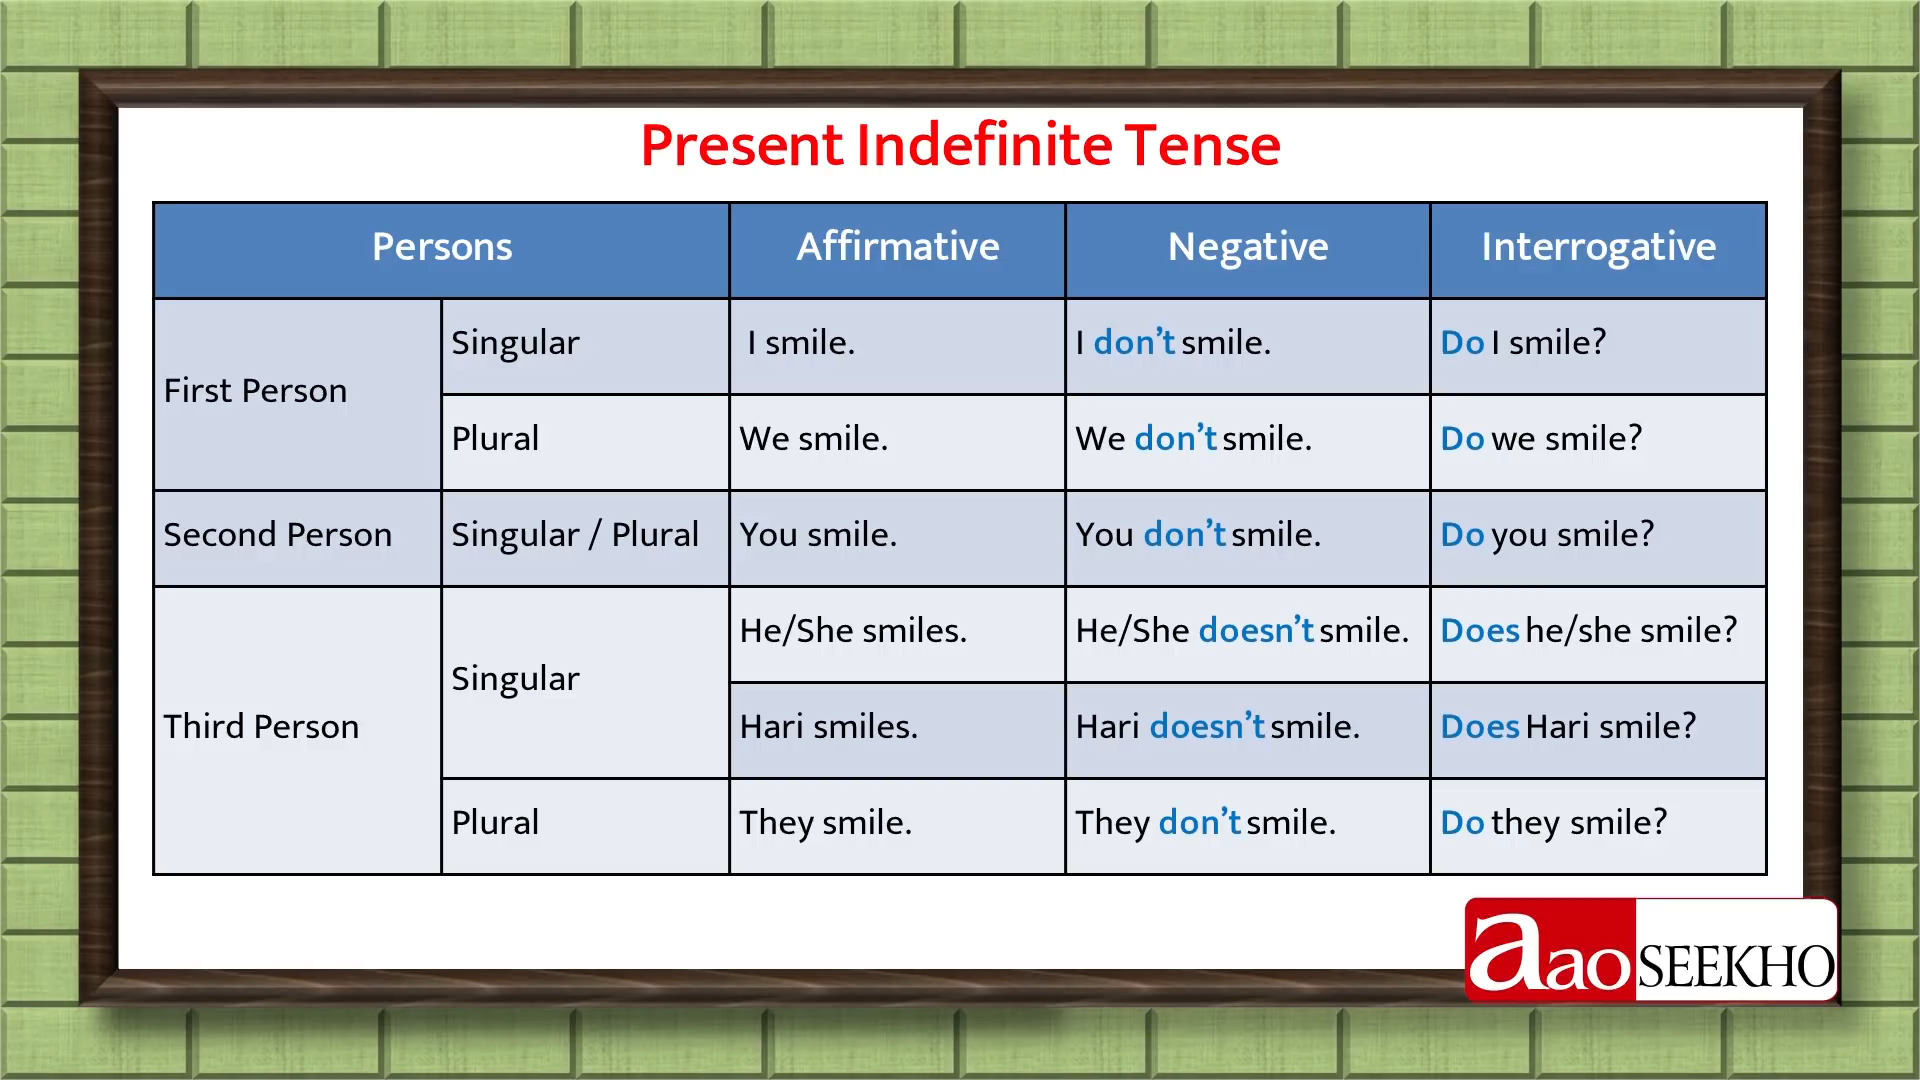 Present Indefinite Tense
Persons Affirmative Negative Interrogative
First Person
Singular I smile. I don't smile. Do I smile?
Plural We smile. We don't smile. Do we smile?
Second Person Singular / Plural You smile. You don't smile. Do you smile?
Third Person
Singular
He/She smiles. He/She doesn't smile. Does he/she smile?
Hari smiles. Hari doesn't smile. Does Hari smile?
Plural They smile. They don't smile. Do they smile?
aao SEEKHO